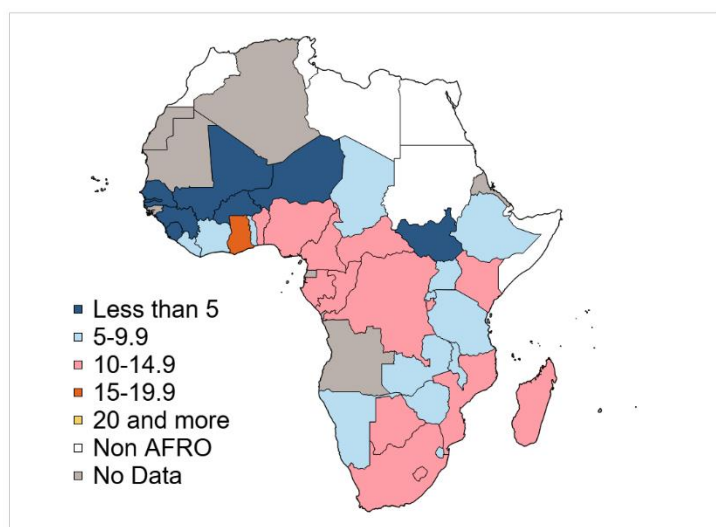 Less than 5
5-9.9
10-14.9
15-19.9
20 and more
Non AFRO
No Data